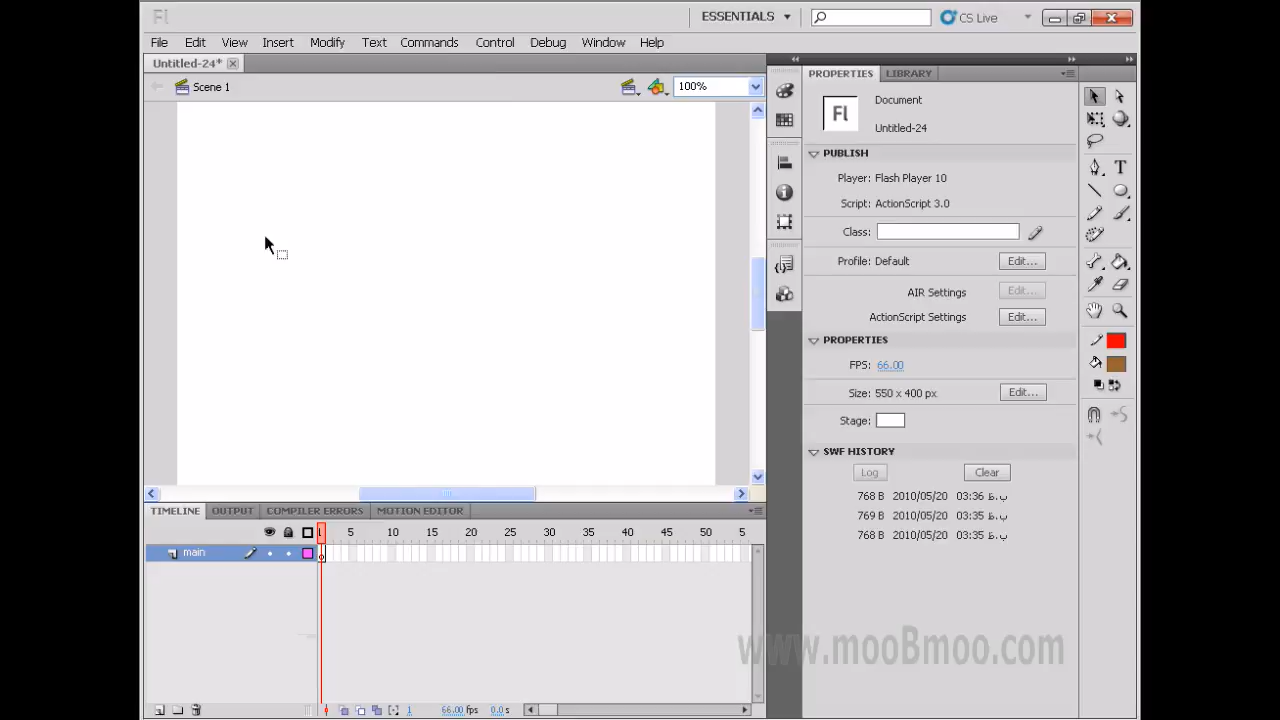 Fl
ESSENTIALS
CS Live
File Edit View Insert Modify Text Commands Control Debug Window Help
Untitled-24*
Scene 1
100%
PROPERTIES LIBRARY
Fl
Document
Untitled-24
PUBLISH
Player: Flash Player 10
Script: ActionScript 3.0
Class:
Profile: Default Edit...
AIR Settings Edit...
ActionScript Settings Edit...
PROPERTIES
FPS: 66.00
Size: 550 x 400 px Edit...
Stage:
SWF HISTORY
Log Clear
768 B 2010/05/20 03:36 ب.ظ
769 B 2010/05/20 03:35 ب.ظ
768 B 2010/05/20 03:35 ب.ظ
TIMELINE OUTPUT COMPILER ERRORS MOTION EDITOR
1 5 10 15 20 25 30 35 40 45 50 5
main
www.mooBmoo.com
1 66.00 fps 0.0 s